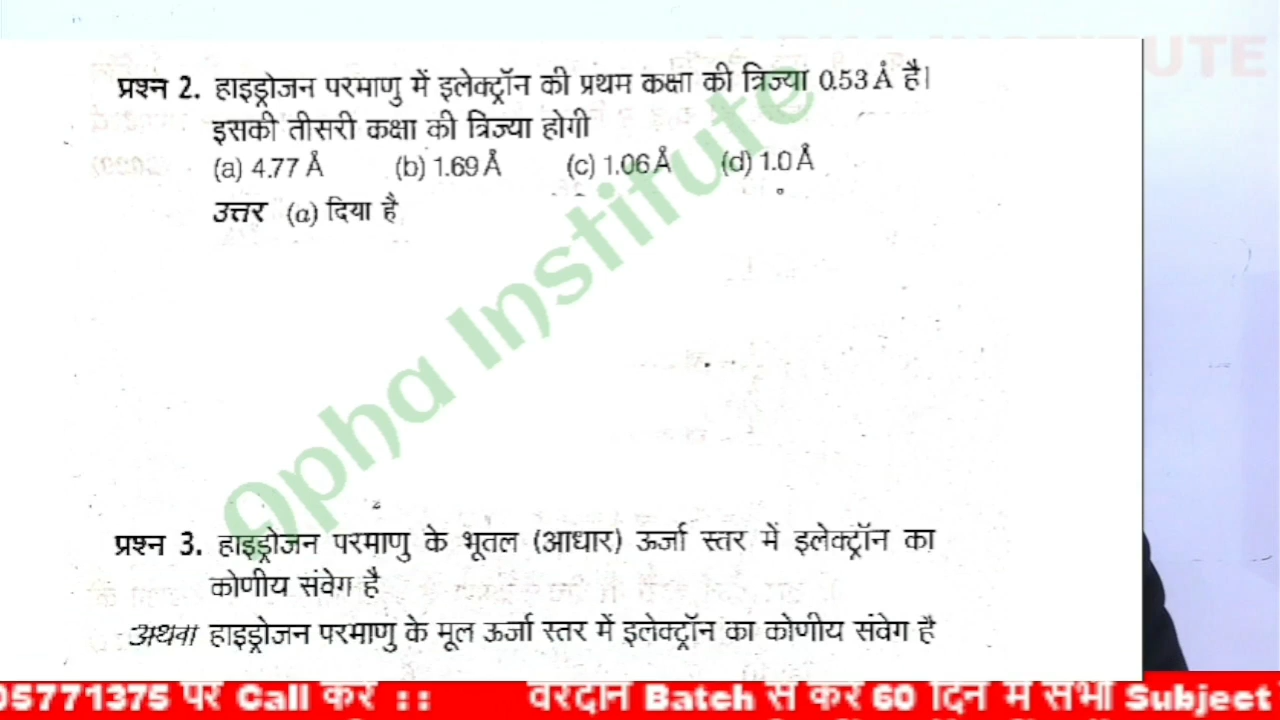 INSTITUTE
प्रश्न 2. हाइड्रोजन परमाणु में इलेक्ट्रॉन की प्रथम कक्षा की त्रिज्या 0.53 Å है।
इसकी तीसरी कक्षा की त्रिज्या होगी
(a) 4.77 Å (b) 1.69 Å (c) 1.06 Å (d) 1.0 Å
उत्तर (a) दिया है
Opha Institute
प्रश्न 3. हाइड्रोजन परमाणु के भूतल (आधार) ऊर्जा स्तर में इलेक्ट्रॉन का
कोणीय संवेग है
अथवा हाइड्रोजन परमाणु के मूल ऊर्जा स्तर में इलेक्ट्रॉन का कोणीय संवेग है
05771375 पर Call करें :: वरदान Batch से करें 60 दिन में सभी Subject